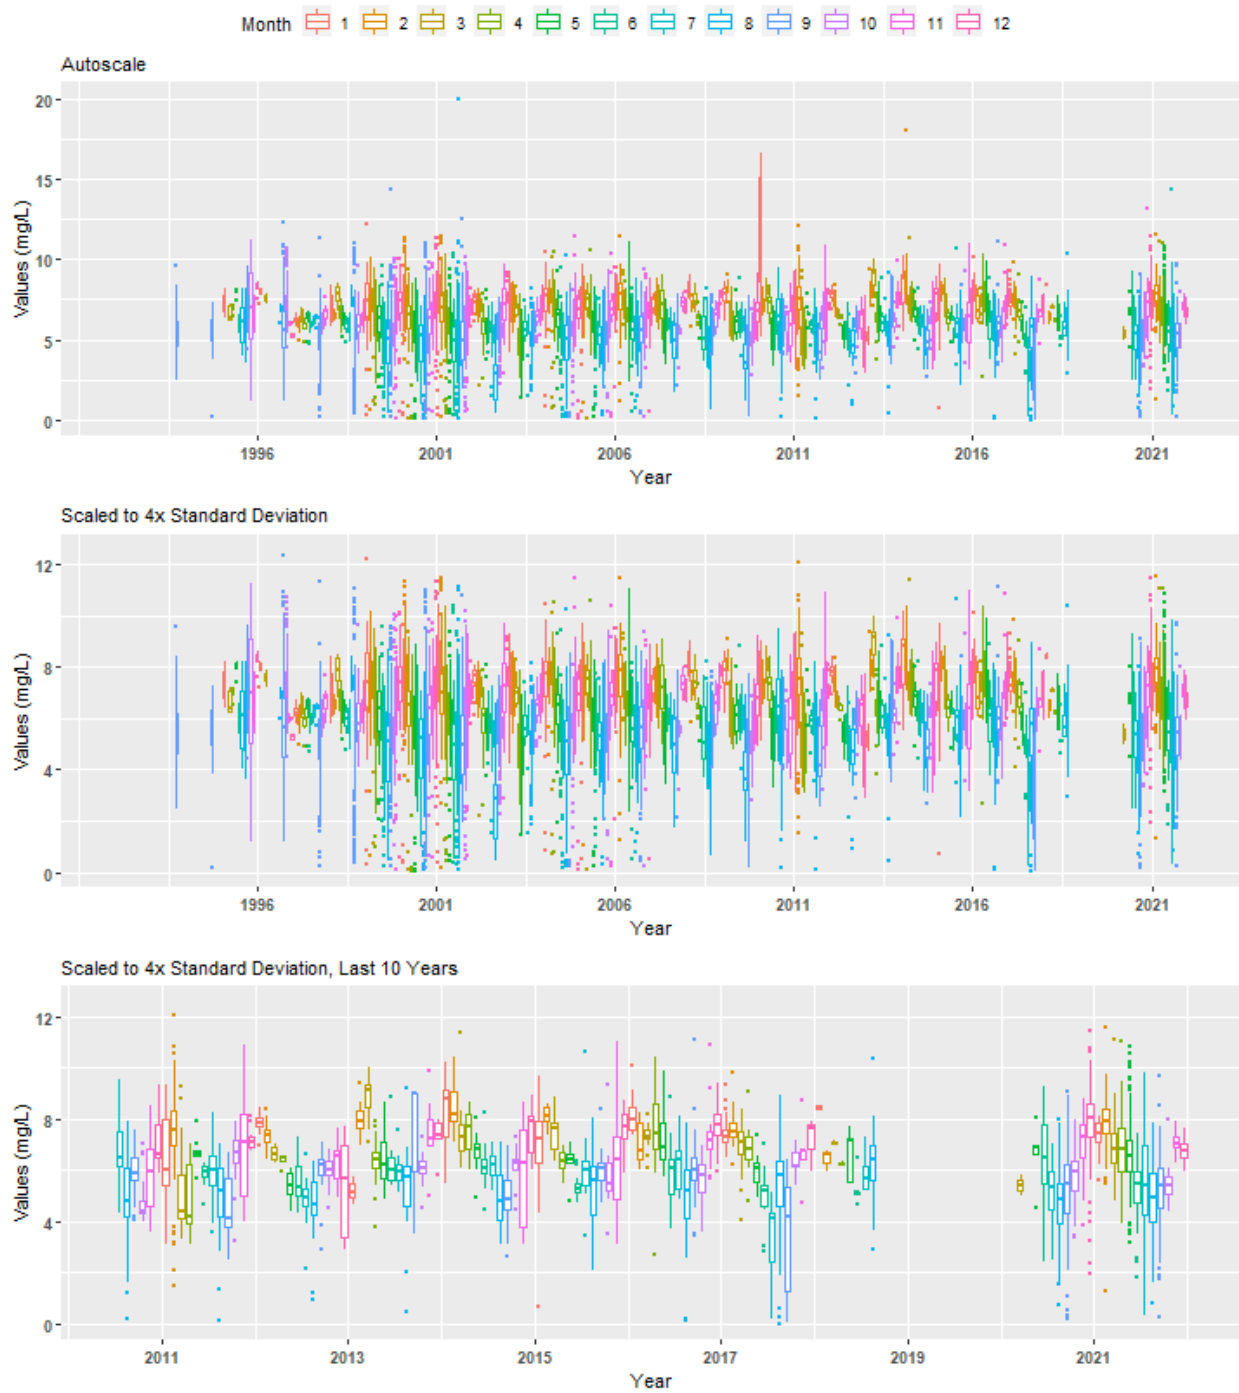 Month 1 2 3 4 5 6 7 8 9 10 11 12
Autoscale
20
15
10
5
0
Values (mg/L)
1996 2001 2006 2011 2016 2021
Year
Scaled to 4x Standard Deviation
12
8
4
0
Values (mg/L)
1996 2001 2006 2011 2016 2021
Year
Scaled to 4x Standard Deviation, Last 10 Years
12
8
4
0
Values (mg/L)
2011 2013 2015 2017 2019 2021
Year